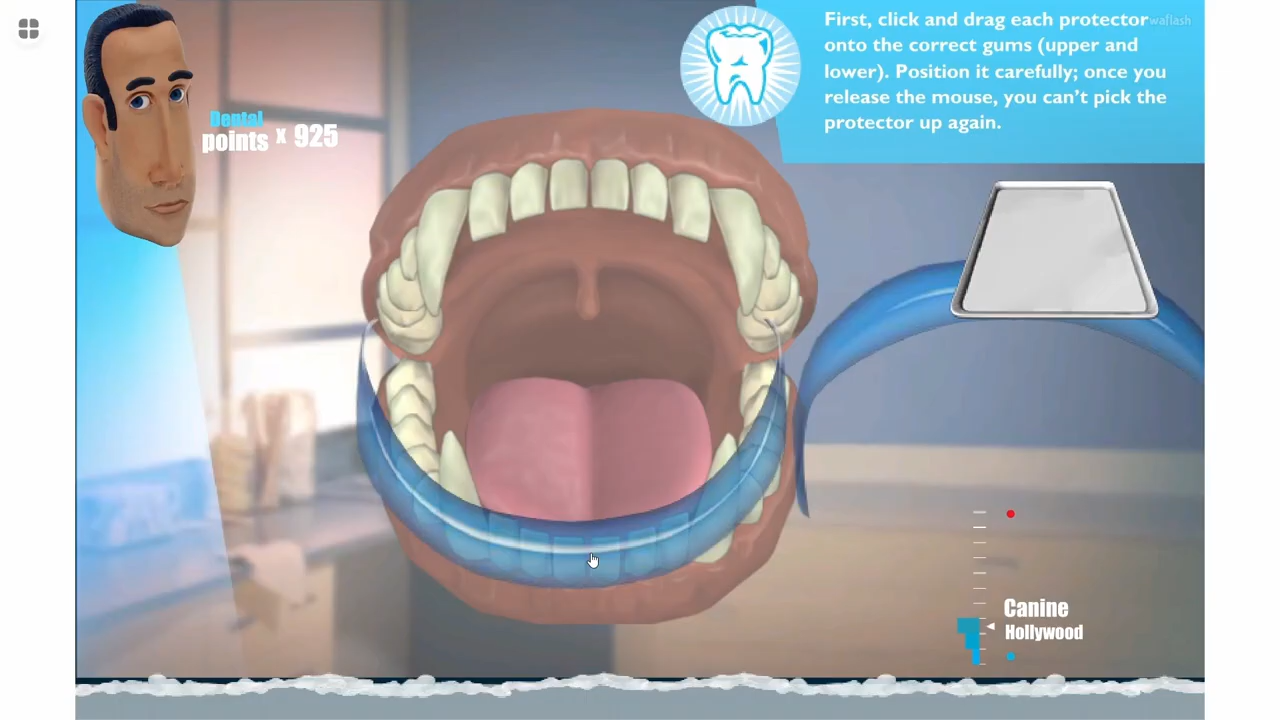 First, click and drag each protector
waflash
onto the correct gums (upper and
lower). Position it carefully; once you
release the mouse, you can't pick the
protector up again.
Dental
points x 925
Canine
Hollywood